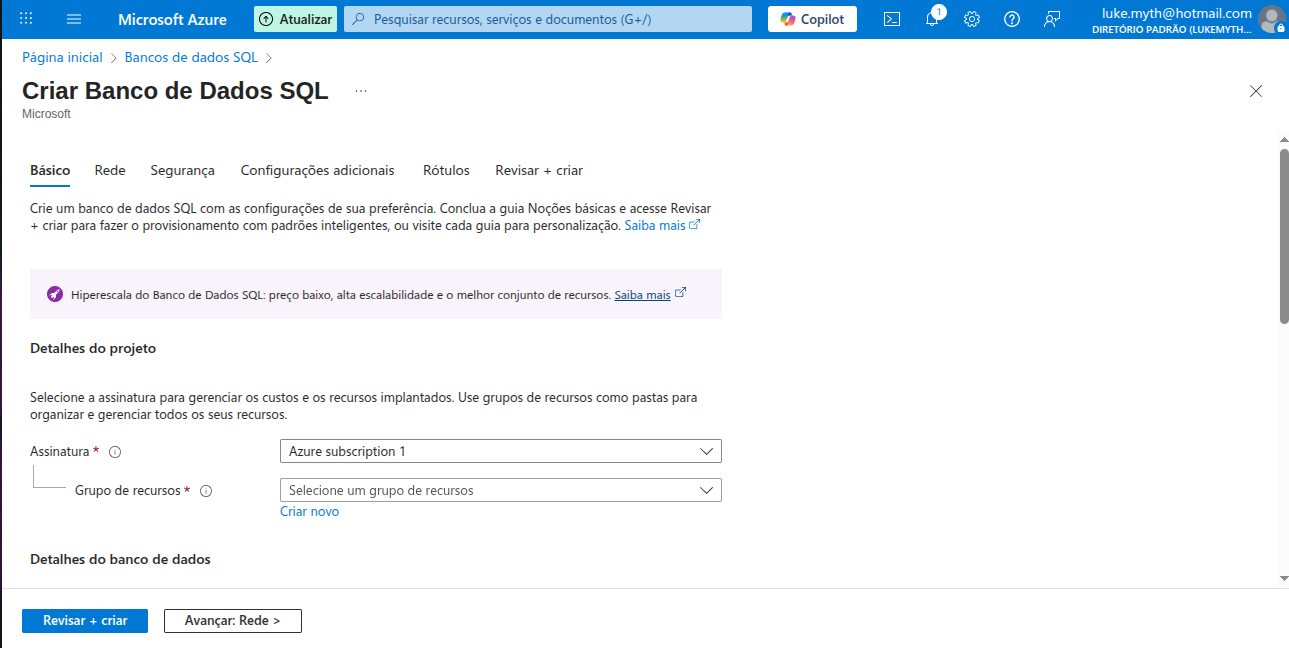 Microsoft Azure
Atualizar
Pesquisar recursos, serviços e documentos (G+/)
Copilot
1
luke.myth@hotmail.com
DIRETÓRIO PADRÃO (LUKEMYTH...
Página inicial > Bancos de dados SQL >
Criar Banco de Dados SQL ...
Microsoft
Básico Rede Segurança Configurações adicionais Rótulos Revisar + criar
Crie um banco de dados SQL com as configurações de sua preferência. Conclua a guia Noções básicas e acesse Revisar
+ criar para fazer o provisionamento com padrões inteligentes, ou visite cada guia para personalização. Saiba mais
Hiperescala do Banco de Dados SQL: preço baixo, alta escalabilidade e o melhor conjunto de recursos. Saiba mais
Detalhes do projeto
Selecione a assinatura para gerenciar os custos e os recursos implantados. Use grupos de recursos como pastas para
organizar e gerenciar todos os seus recursos.
Assinatura *
Azure subscription 1
Grupo de recursos *
Selecione um grupo de recursos
Criar novo
Detalhes do banco de dados
Revisar + criar
Avançar: Rede >